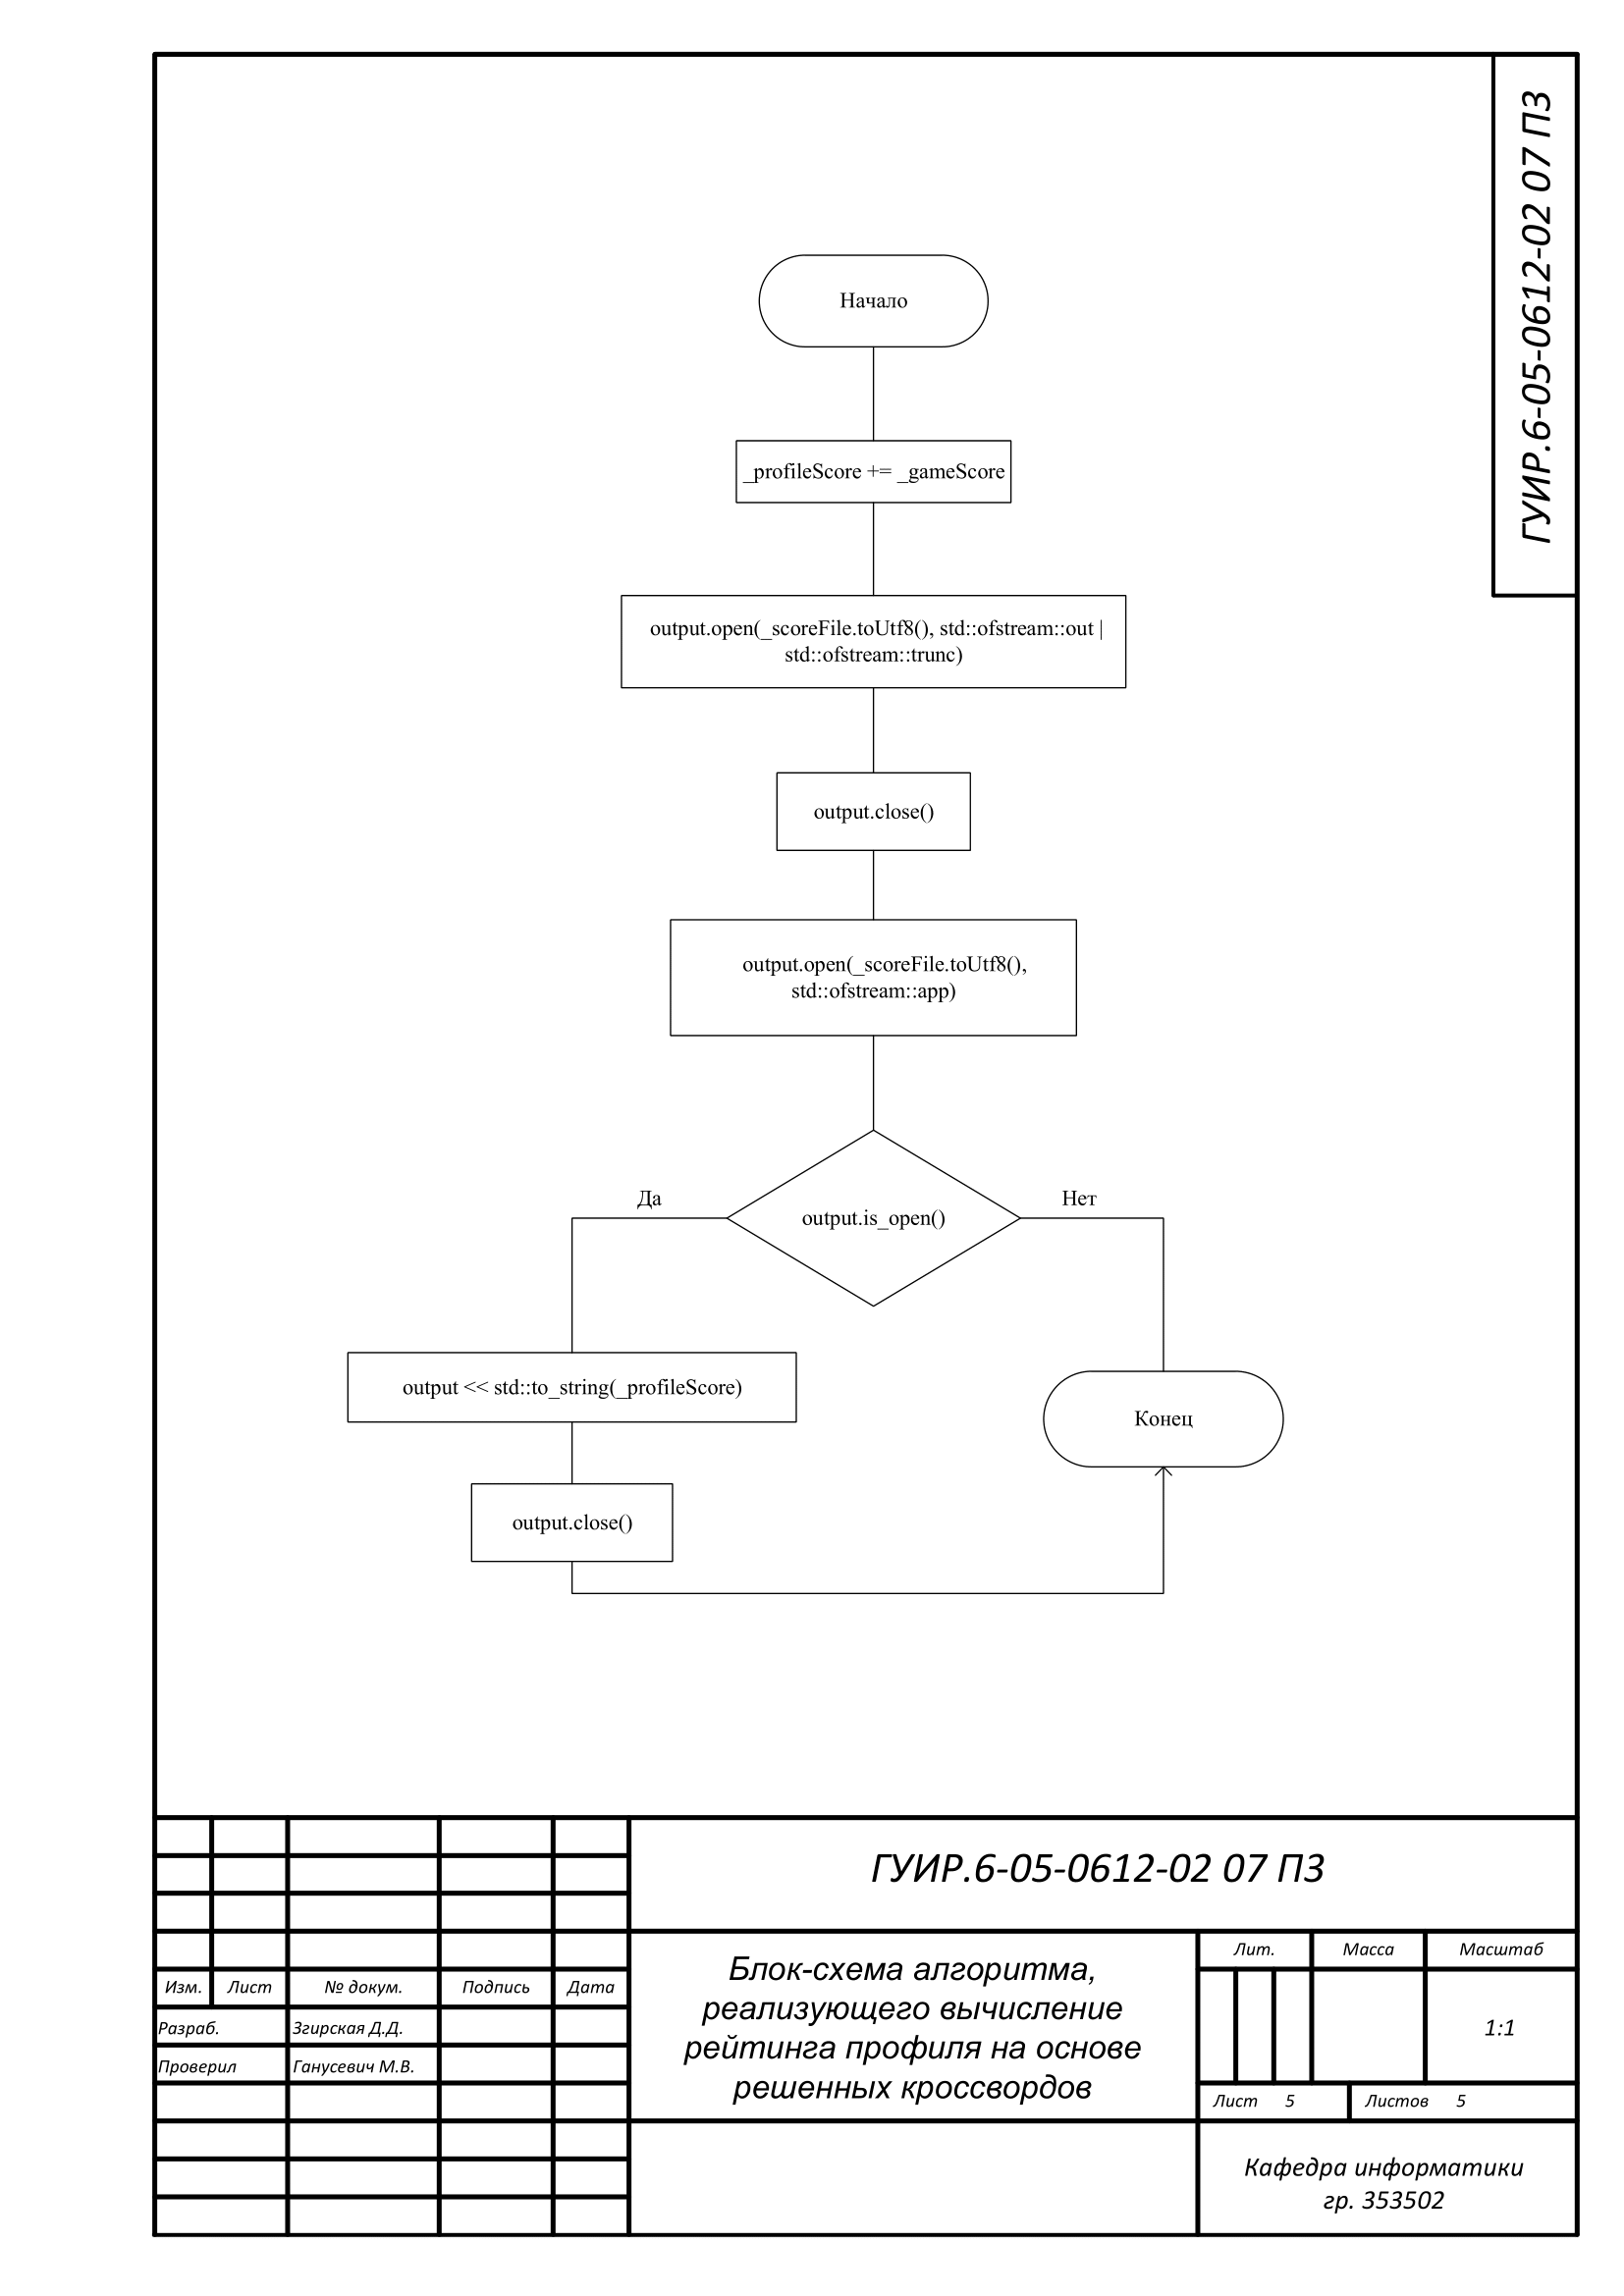 ГУИР.6-05-0612-02 07 ПЗ
Начало
_profileScore += _gameScore
output.open(_scoreFile.toUtf8(), std::ofstream::out |
std::ofstream::trunc)
output.close()
output.open(_scoreFile.toUtf8(),
std::ofstream::app)
output.is_open()
Да
Нет
output << std::to_string(_profileScore)
Конец
output.close()
ГУИР.6-05-0612-02 07 ПЗ
Блок-схема алгоритма,
реализующего вычисление
рейтинга профиля на основе
решенных кроссвордов
Лит.
Масса
Масштаб
1:1
Изм.
Лист
№ докум.
Подпись
Дата
Разраб.
Згирская Д.Д.
Проверил
Ганусевич М.В.
Лист 5
Листов 5
Кафедра информатики
гр. 353502